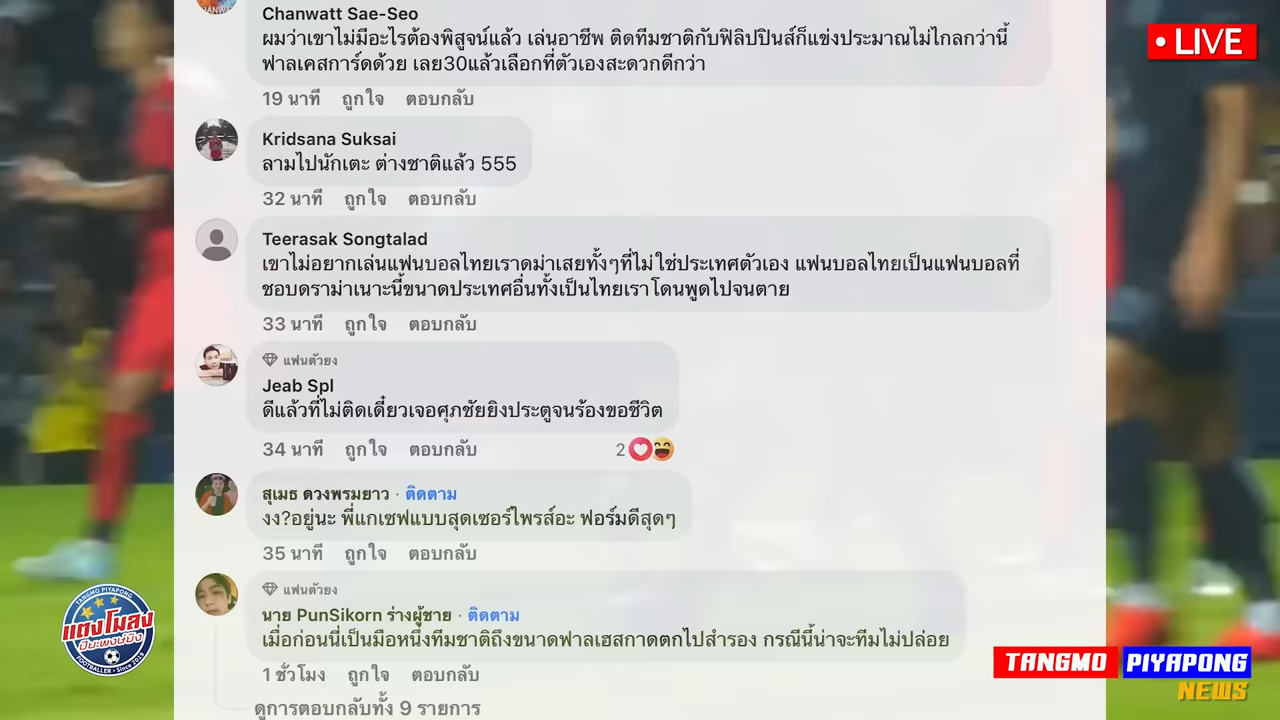 Chanwatt Sae-Seo
ผมว่าเขาไม่มีอะไรต้องพิสูจน์แล้ว เล่นอาชีพ ติดทีมชาติกับฟิลิปปินส์ก็แข่งประมาณไม่ไกลกว่านี้
ฟาลเคสการ์ดด้วย เลย30แล้วเลือกที่ตัวเองสะดวกดีกว่า
19 นาที ถูกใจ ตอบกลับ
Kridsana Suksai
ลามไปนักเตะ ต่างชาติแล้ว 555
32 นาที ถูกใจ ตอบกลับ
Teerasak Songtalad
เขาไม่อยากเล่นแฟนบอลไทยเราดม่าเสยทั้งๆที่ไม่ใช่ประเทศตัวเอง แฟนบอลไทยเป็นแฟนบอลที่
ชอบดราม่าเนาะนี้ขนาดประเทศอื่นทั้งเป็นไทยเราโดนพูดไปจนตาย
33 นาที ถูกใจ ตอบกลับ
แฟนตัวยง
Jeab Spl
ดีแล้วที่ไม่ติดเดี๋ยวเจอศุภชัยยิงประตูจนร้องขอชีวิต
34 นาที ถูกใจ ตอบกลับ 2
สุเมธ ดวงพรมยาว · ติดตาม
งง?อยู่นะ พี่แกเซฟแบบสุดเซอร์ไพรส์อะ ฟอร์มดีสุดๆ
35 นาที ถูกใจ ตอบกลับ
แฟนตัวยง
นาย PunSikorn ร่างผู้ชาย · ติดตาม
เมื่อก่อนนี่เป็นมือหนึ่งทีมชาติถึงขนาดฟาลเฮสกาดตกไปสำรอง กรณีนี้น่าจะทีมไม่ปล่อย
1 ชั่วโมง ถูกใจ ตอบกลับ
ดูการตอบกลับทั้ง 9 รายการ
• LIVE
TANGMO PIYAPONG
แตงโมลง
ปิยะพงษ์ยิง
FOOTBALLER • Since 2019
TANGMO PIYAPONG
NEWS